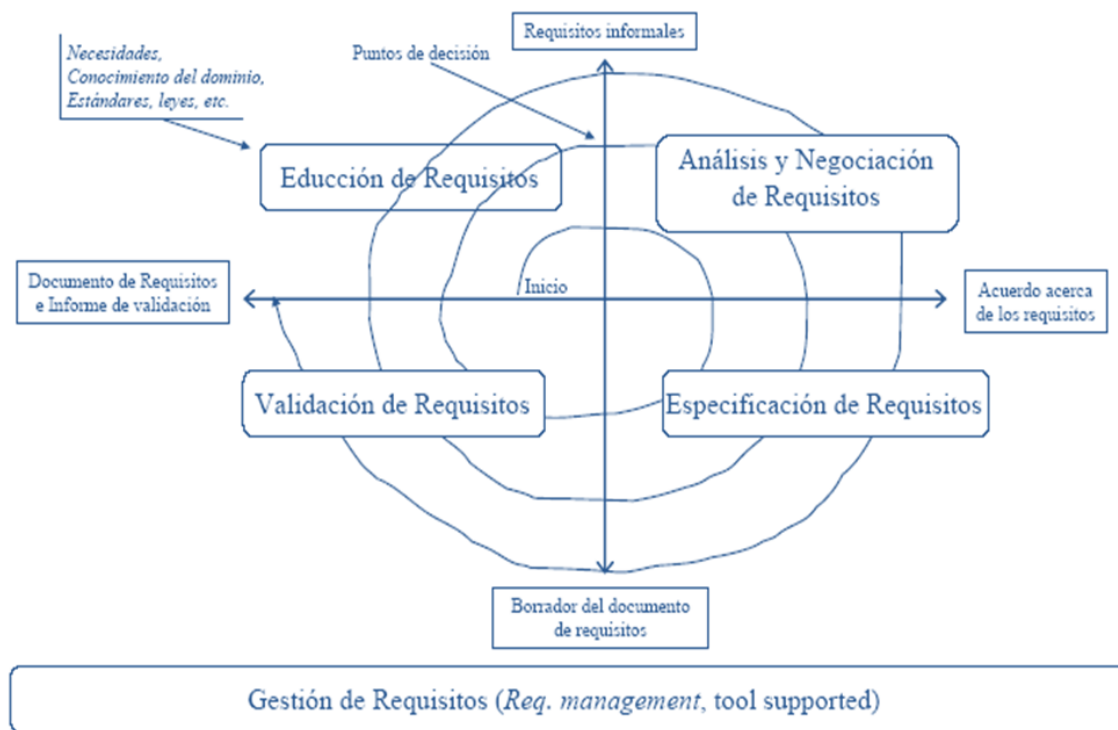 Requisitos informales
Necesidades,
Conocimiento del dominio,
Estándares, leyes, etc.
Puntos de decisión
Educción de Requisitos
Análisis y Negociación
de Requisitos
Documento de Requisitos
e Informe de validación
Inicio
Acuerdo acerca
de los requisitos
Validación de Requisitos
Especificación de Requisitos
Borrador del documento
de requisitos
Gestión de Requisitos (Req. management, tool supported)